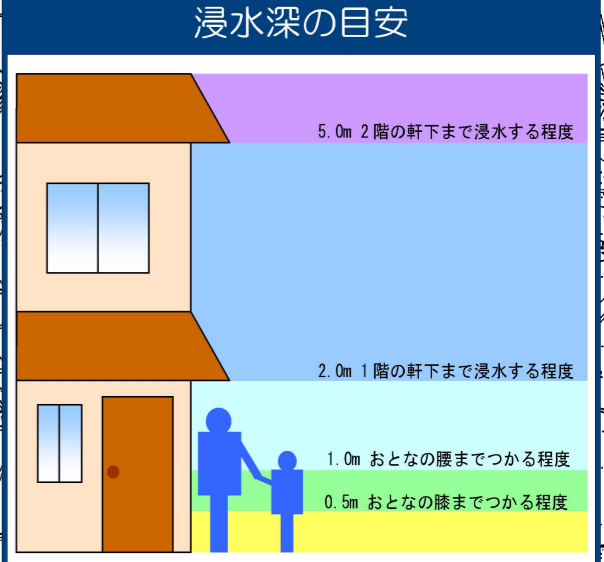 浸水深の目安
5.0m 2階の軒下まで浸水する程度
2.0m 1階の軒下まで浸水する程度
1.0m おとなの腰までつかる程度
0.5m おとなの膝までつかる程度